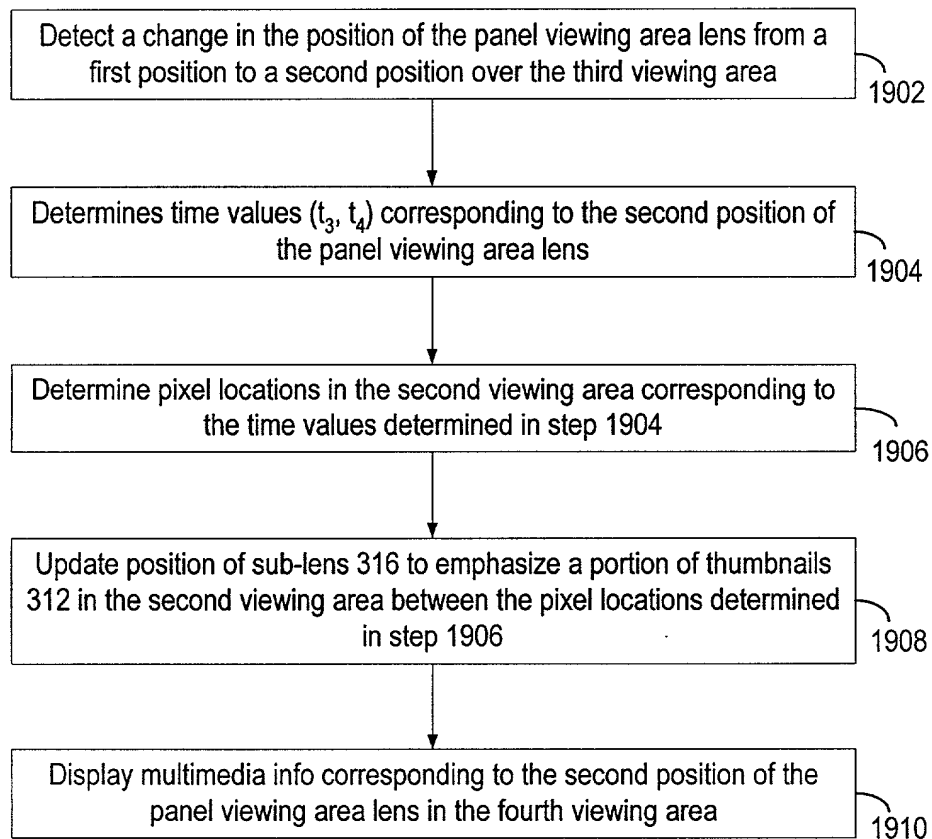 Detect a change in the position of the panel viewing area lens from a
first position to a second position over the third viewing area
1902
Determines time values (t₃, t₄) corresponding to the second position of
the panel viewing area lens
1904
Determine pixel locations in the second viewing area corresponding to
the time values determined in step 1904
1906
Update position of sub-lens 316 to emphasize a portion of thumbnails
312 in the second viewing area between the pixel locations determined
in step 1906
1908
Display multimedia info corresponding to the second position of the
panel viewing area lens in the fourth viewing area
1910